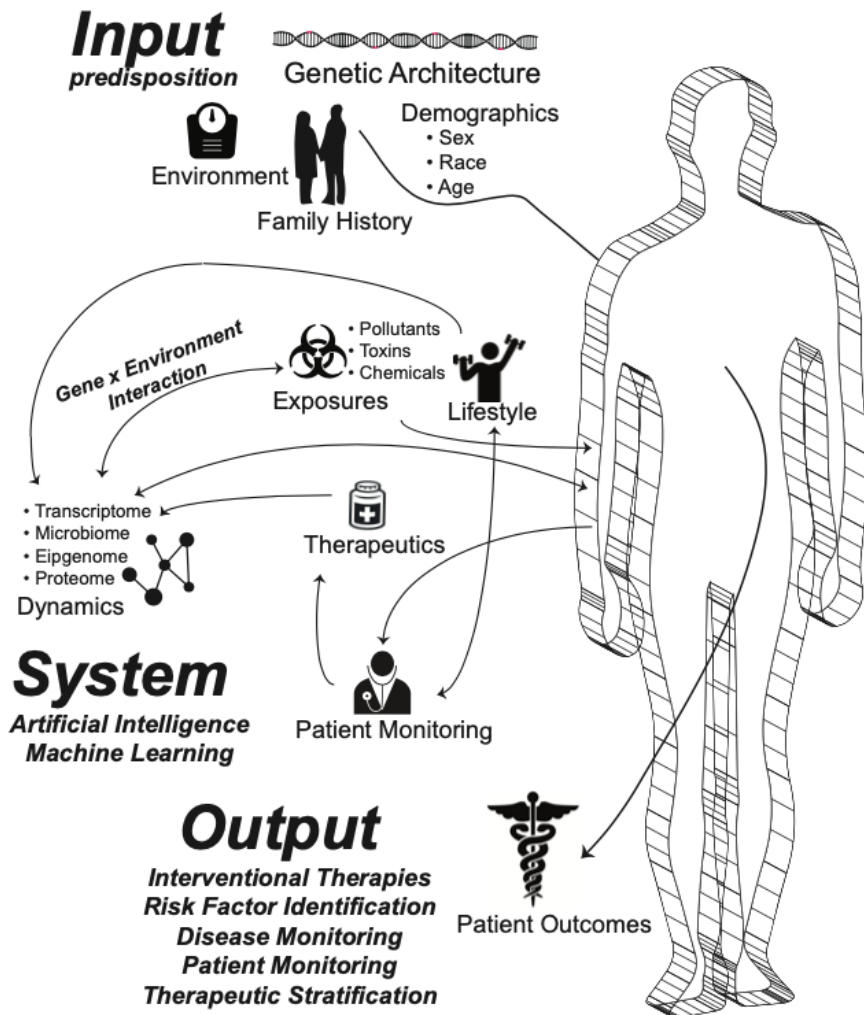 Input
predisposition
Genetic Architecture
Demographics
• Sex
• Race
• Age
Environment
Family History
Gene x Environment
Interaction
• Pollutants
• Toxins
• Chemicals
Exposures
Lifestyle
• Transcriptome
• Microbiome
• Eipgenome
• Proteome
Dynamics
Therapeutics
System
Artificial Intelligence
Machine Learning
Patient Monitoring
Output
Interventional Therapies
Risk Factor Identification
Disease Monitoring
Patient Monitoring
Therapeutic Stratification
Patient Outcomes